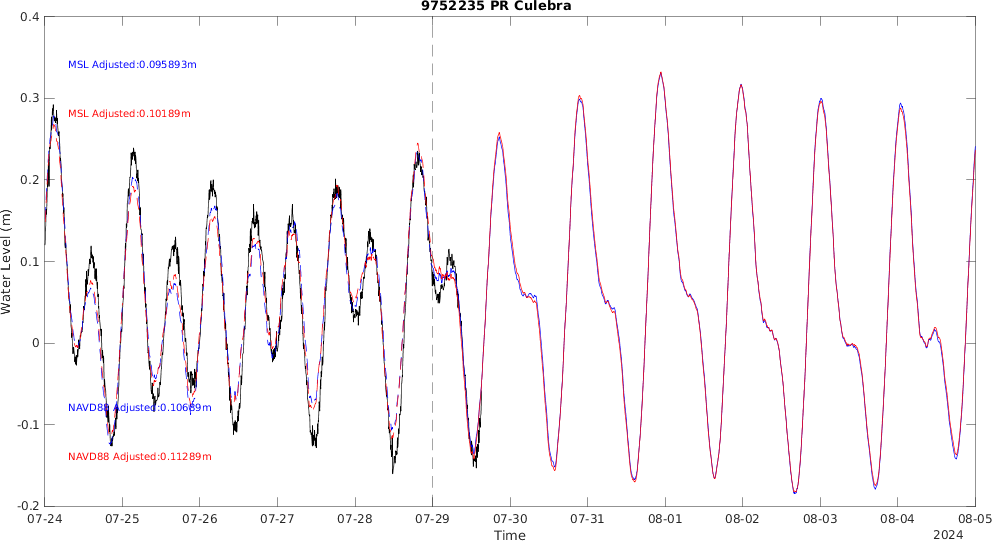 9752235 PR Culebra
0.4
0.3
0.2
0.1
0
-0.1
-0.2
Water Level (m)
MSL Adjusted:0.095893m
MSL Adjusted:0.10189m
NAVD88 Adjusted:0.10689m
NAVD88 Adjusted:0.11289m
07-24 07-25 07-26 07-27 07-28 07-29 07-30 07-31 08-01 08-02 08-03 08-04 08-05
Time
2024